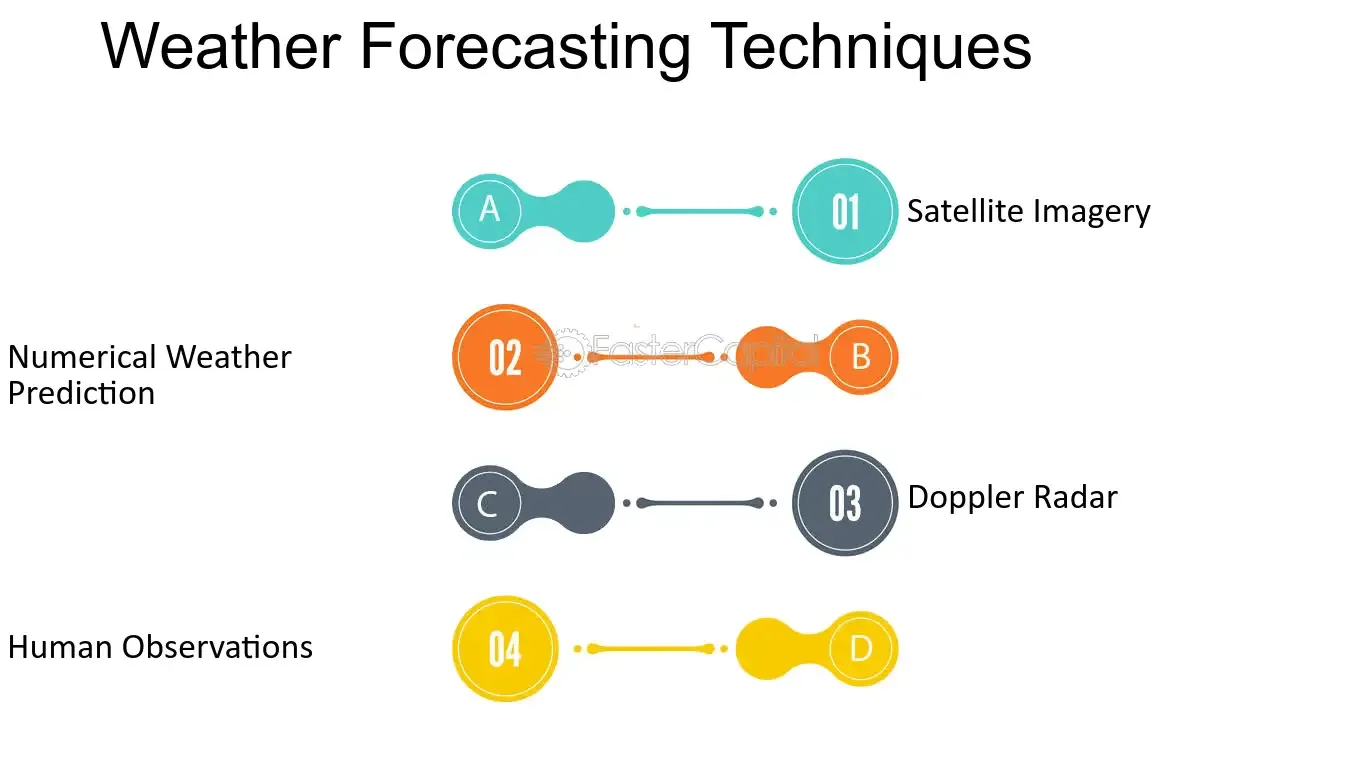 Weather Forecasting Techniques
A 01 Satellite Imagery
Numerical Weather
Prediction
02 FasterCapital B
C 03 Doppler Radar
Human Observations 04 D